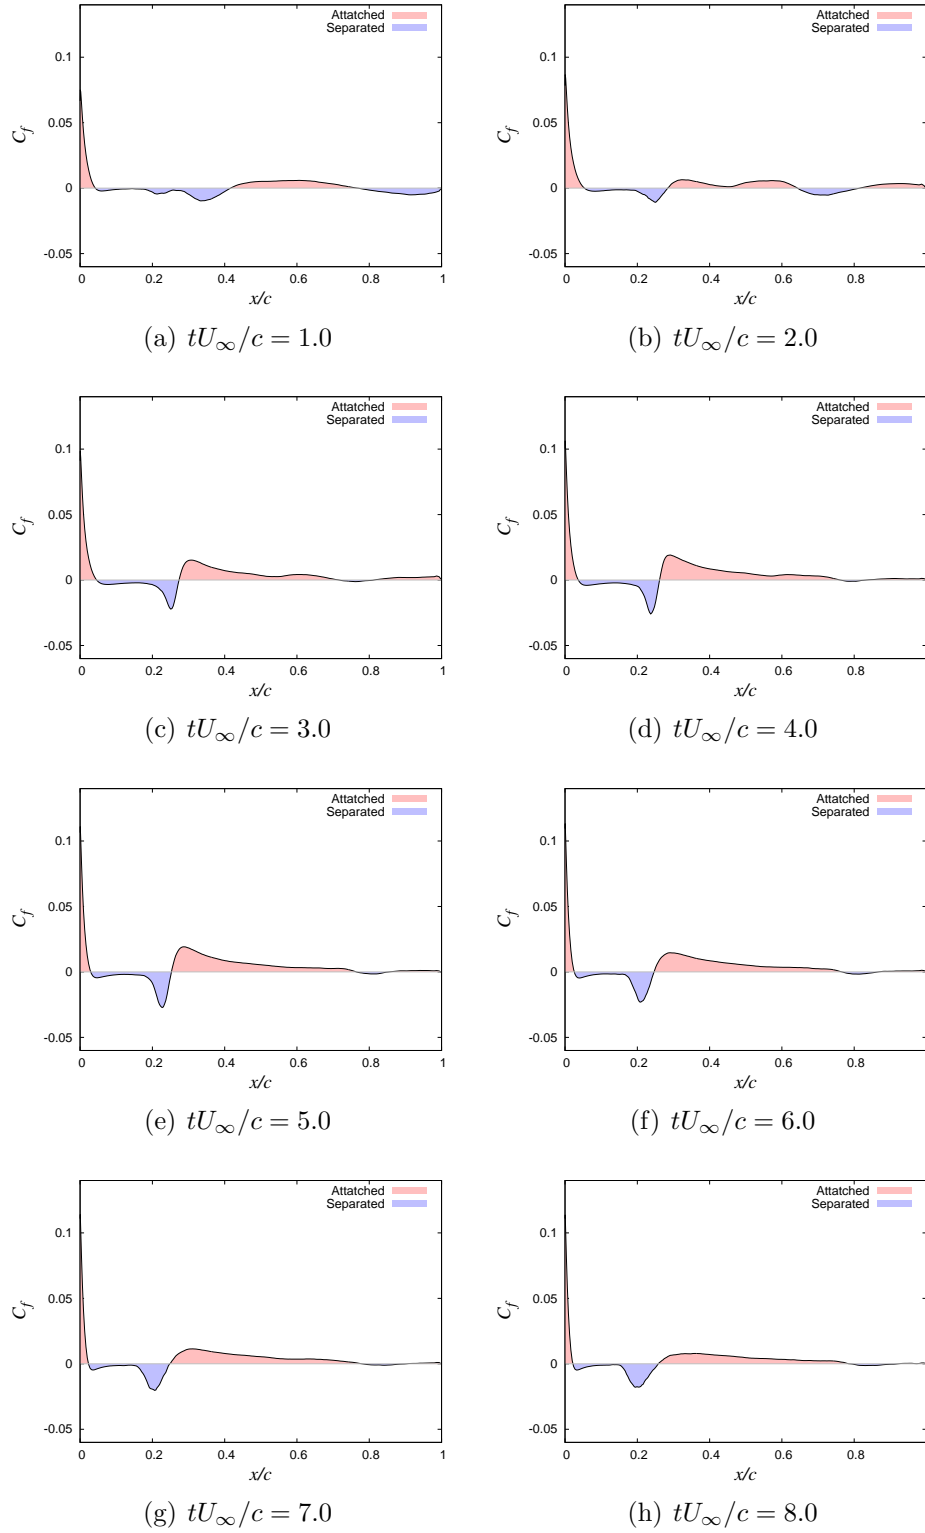 Attatched
Separated
0.1
0.05
0
-0.05
C_f
0 0.2 0.4 0.6 0.8 1
x/c
(a) tU∞/c = 1.0
Attatched
Separated
0.1
0.05
0
-0.05
C_f
0 0.2 0.4 0.6 0.8
x/c
(b) tU∞/c = 2.0
Attatched
Separated
0.1
0.05
0
-0.05
C_f
0 0.2 0.4 0.6 0.8 1
x/c
(c) tU∞/c = 3.0
Attatched
Separated
0.1
0.05
0
-0.05
C_f
0 0.2 0.4 0.6 0.8
x/c
(d) tU∞/c = 4.0
Attatched
Separated
0.1
0.05
0
-0.05
C_f
0 0.2 0.4 0.6 0.8 1
x/c
(e) tU∞/c = 5.0
Attatched
Separated
0.1
0.05
0
-0.05
C_f
0 0.2 0.4 0.6 0.8
x/c
(f) tU∞/c = 6.0
Attatched
Separated
0.1
0.05
0
-0.05
C_f
0 0.2 0.4 0.6 0.8 1
x/c
(g) tU∞/c = 7.0
Attatched
Separated
0.1
0.05
0
-0.05
C_f
0 0.2 0.4 0.6 0.8
x/c
(h) tU∞/c = 8.0